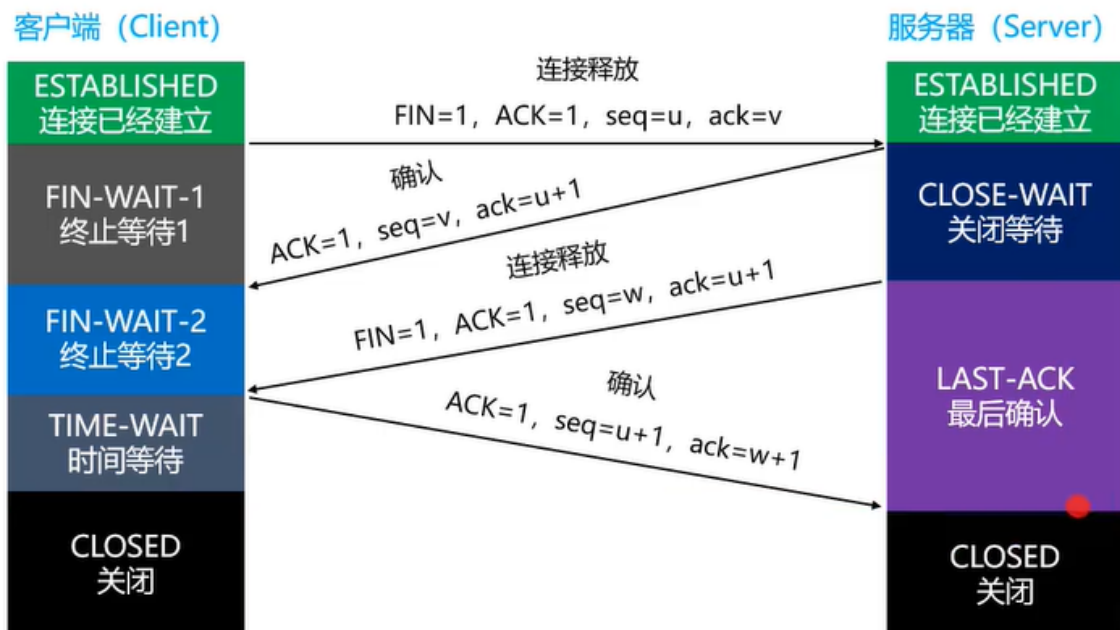 客户端（Client）
服务器（Server）
ESTABLISHED
连接已经建立
连接释放
FIN=1，ACK=1，seq=u，ack=v
ESTABLISHED
连接已经建立
FIN-WAIT-1
终止等待1
确认
ACK=1，seq=v，ack=u+1
CLOSE-WAIT
关闭等待
连接释放
FIN=1，ACK=1，seq=w，ack=u+1
FIN-WAIT-2
终止等待2
LAST-ACK
最后确认
确认
ACK=1，seq=u+1，ack=w+1
TIME-WAIT
时间等待
CLOSED
关闭
CLOSED
关闭